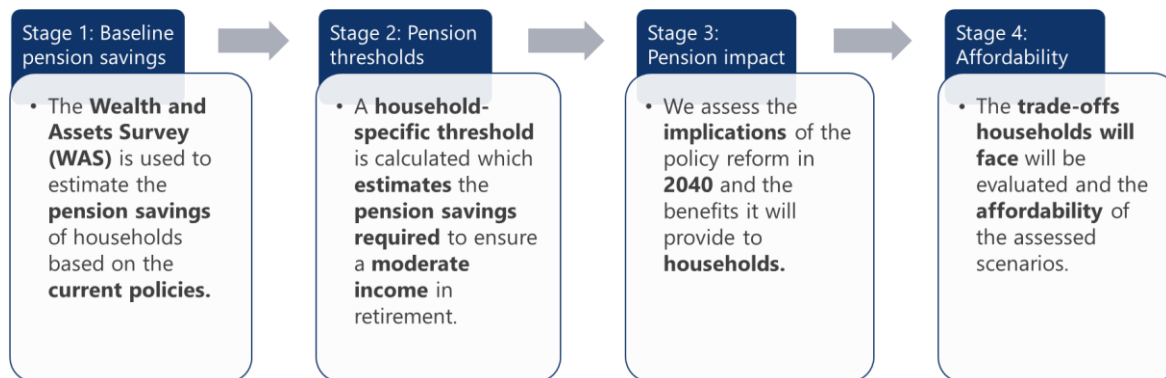 Stage 1: Baseline
pension savings
• The Wealth and
Assets Survey
(WAS) is used to
estimate the
pension savings
of households
based on the
current policies.
Stage 2: Pension
thresholds
• A household-
specific threshold
is calculated which
estimates the
pension savings
required to ensure
a moderate
income in
retirement.
Stage 3:
Pension impact
• We assess the
implications of the
policy reform in
2040 and the
benefits it will
provide to
households.
Stage 4:
Affordability
• The trade-offs
households will
face will be
evaluated and the
affordability of
the assessed
scenarios.